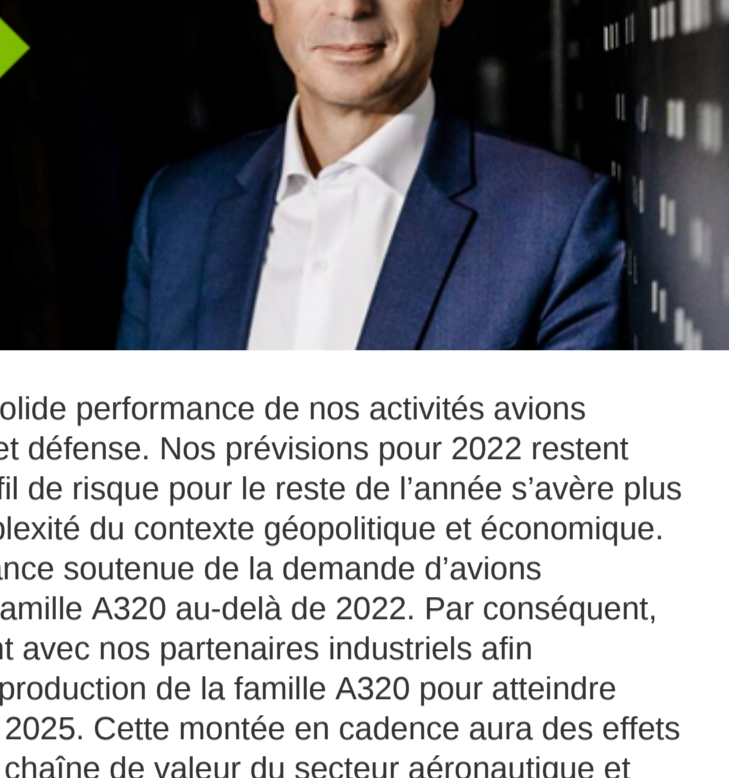 olide performance de nos activités avions
et défense. Nos prévisions pour 2022 restent
fil de risque pour le reste de l’année s’avère plus
plexité du contexte géopolitique et économique.
ance soutenue de la demande d’avions
amille A320 au-delà de 2022. Par conséquent,
nt avec nos partenaires industriels afin
production de la famille A320 pour atteindre
2025. Cette montée en cadence aura des effets
chaîne de valeur du secteur aéronautique et